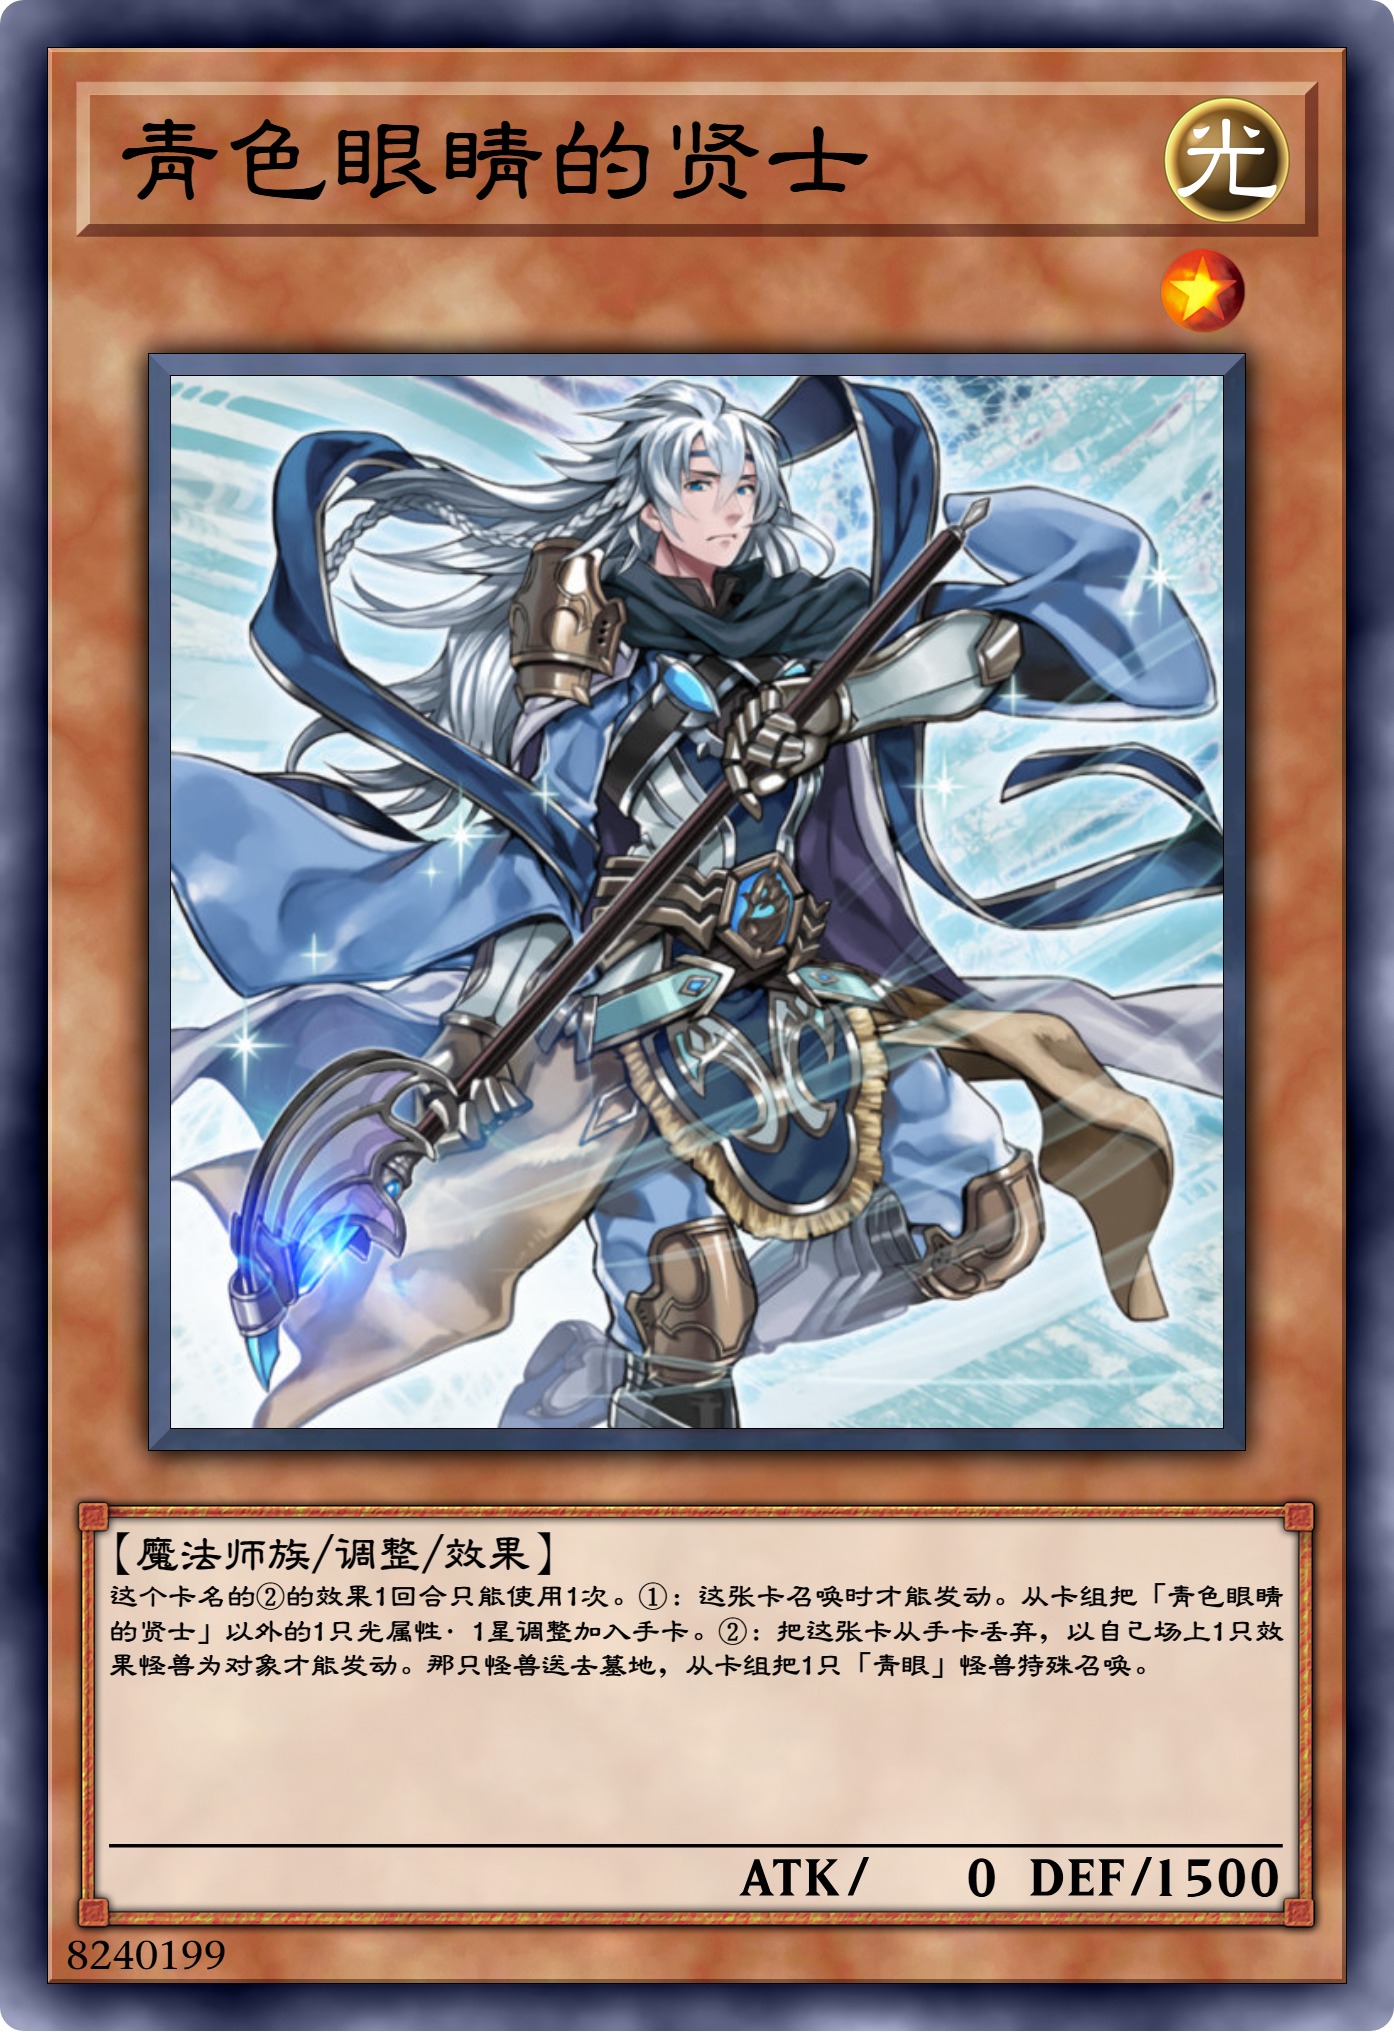 青色眼睛的贤士
光
【魔法师族/调整/效果】
这个卡名的②的效果1回合只能使用1次。①：这张卡召唤时才能发动。从卡组把「青色眼睛
的贤士」以外的1只光属性·1星调整加入手卡。②：把这张卡从手卡丢弃，以自己场上1只效
果怪兽为对象才能发动。那只怪兽送去墓地，从卡组把1只「青眼」怪兽特殊召唤。
ATK/ 0 DEF/1500
8240199